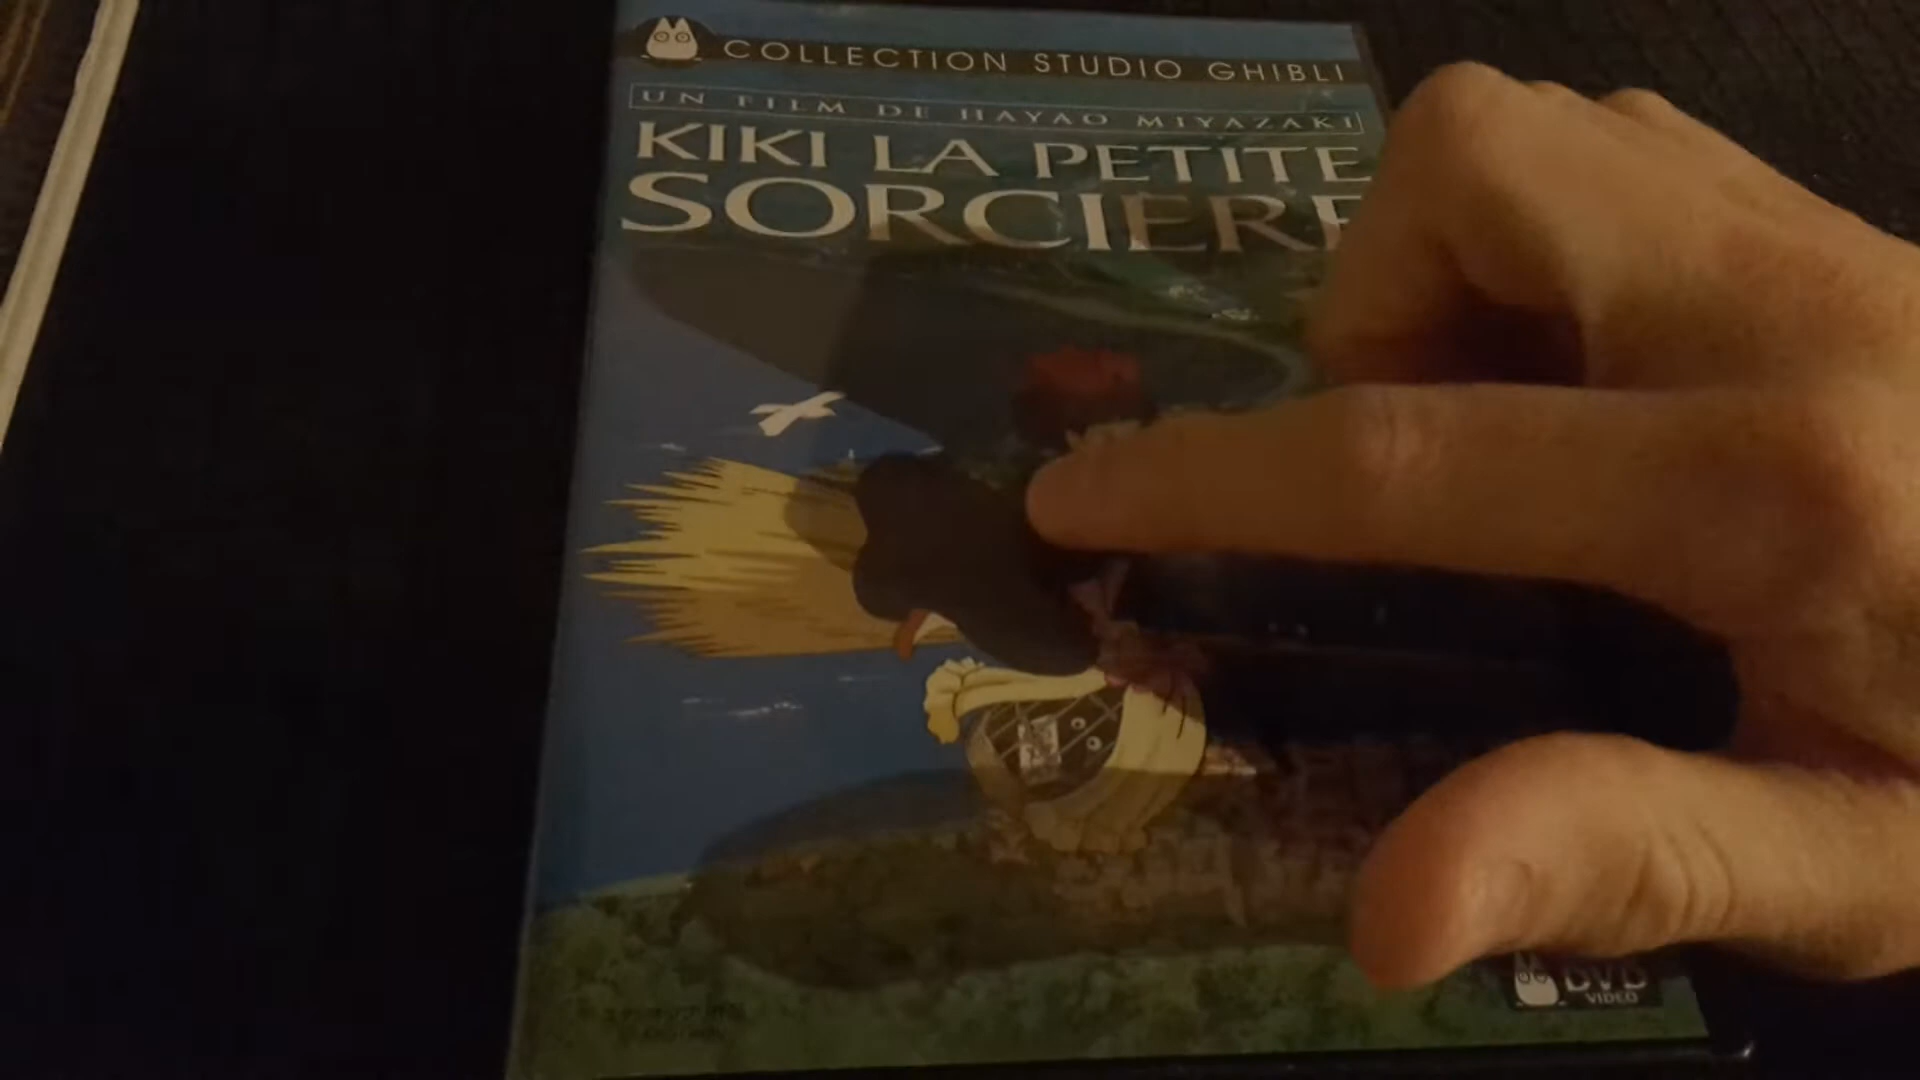 COLLECTION STUDIO GHIBLI
UN FILM DE HAYAO MIYAZAKI
KIKI LA PETITE
SORCIERE
DVD
VIDEO